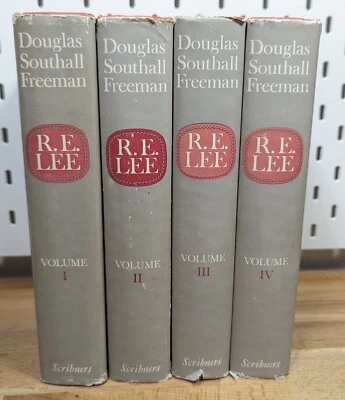 Douglas
Southall
Freeman
R.E.
LEE
VOLUME
I
Scribners
Douglas
Southall
Freeman
R.E.
LEE
VOLUME
II
Scribners
Douglas
Southall
Freeman
R.E.
LEE
VOLUME
III
Scribners
Douglas
Southall
Freeman
R.E.
LEE
VOLUME
IV
Scribners